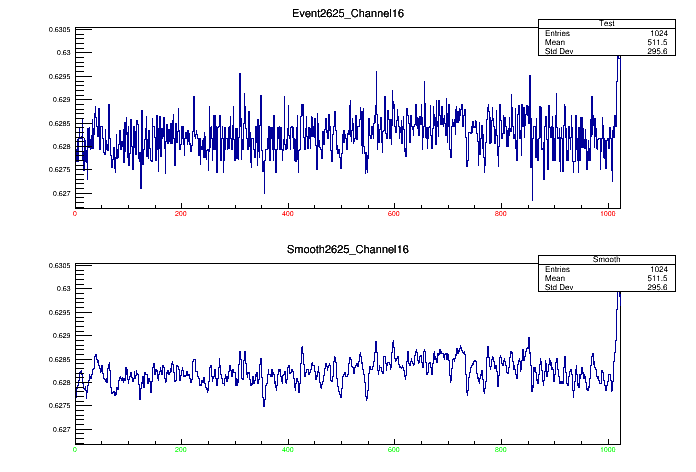 Event2625_Channel16
Test
Entries 1024
Mean 511.5
Std Dev 295.6
0.6305
0.63
0.6295
0.629
0.6285
0.628
0.6275
0.627
0 200 400 600 800 1000
Smooth2625_Channel16
Smooth
Entries 1024
Mean 511.5
Std Dev 295.6
0.6305
0.63
0.6295
0.629
0.6285
0.628
0.6275
0.627
0 200 400 600 800 1000